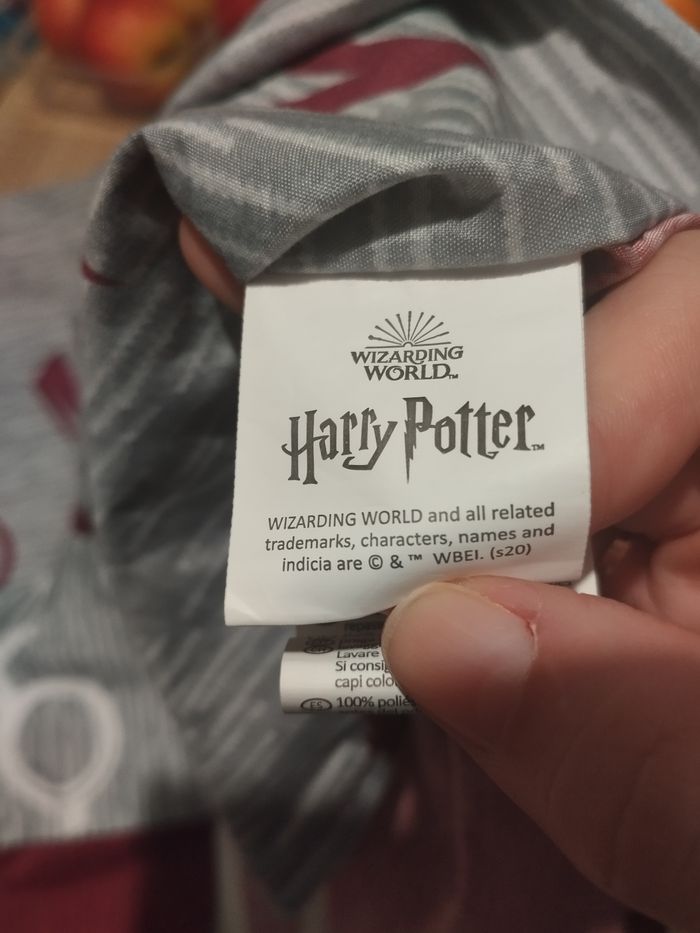 WIZARDING
WORLD™
Harry Potter™
WIZARDING WORLD and all related
trademarks, characters, names and
indicia are © & ™ WBEI. (s20)
Lavare
Si consig
capi colo
ES 100% polie